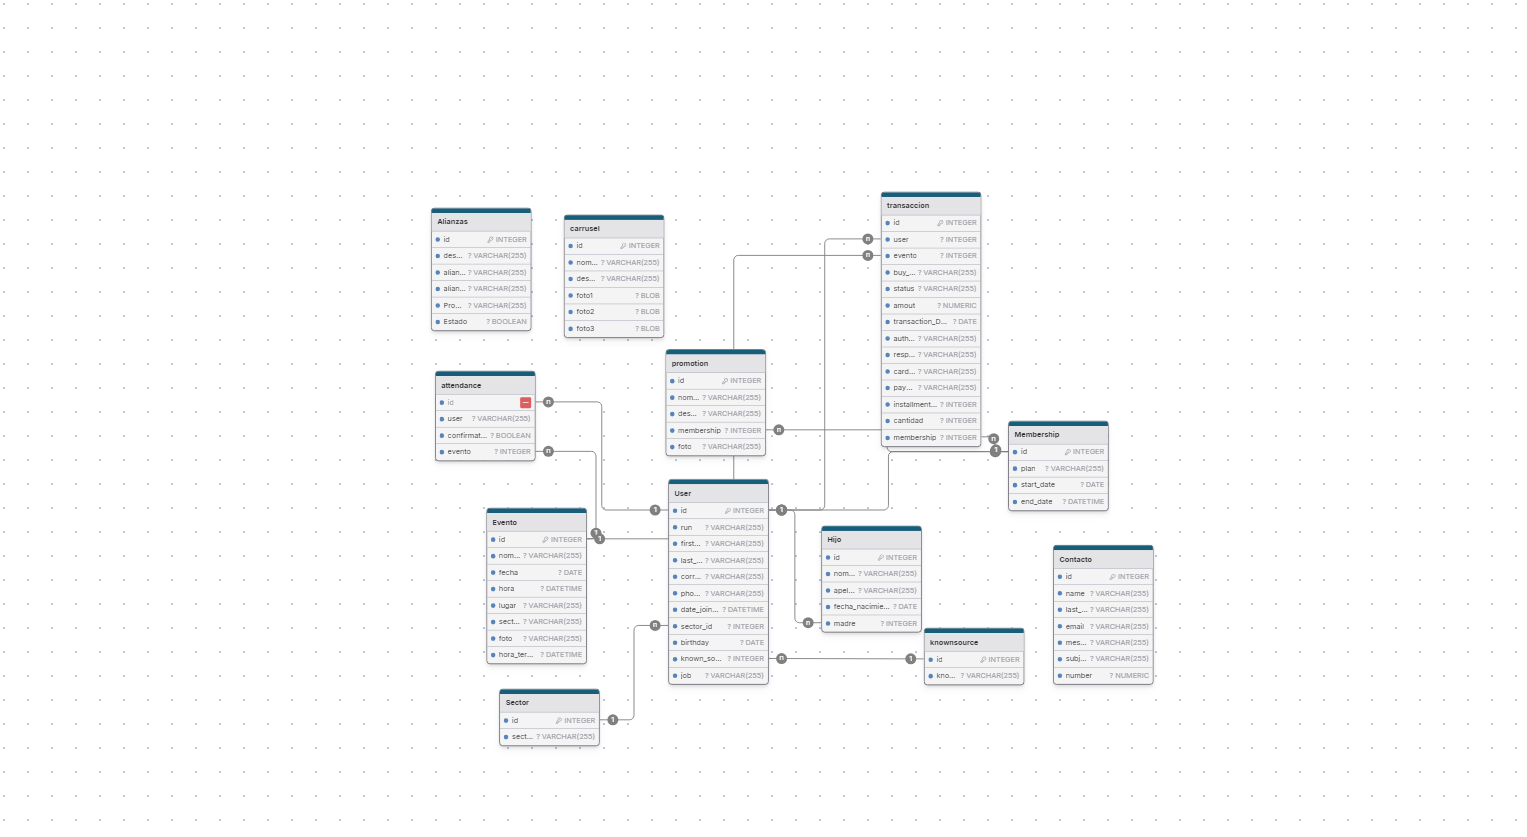 Alianzas
id INTEGER
des... ? VARCHAR(255)
alian... ? VARCHAR(255)
alian... ? VARCHAR(255)
Pro... ? VARCHAR(255)
Estado ? BOOLEAN
carrusel
id INTEGER
nom... ? VARCHAR(255)
des... ? VARCHAR(255)
foto1 ? BLOB
foto2 ? BLOB
foto3 ? BLOB
transaccion
id INTEGER
user ? INTEGER
evento ? INTEGER
buy_... ? VARCHAR(255)
status ? VARCHAR(255)
amout ? NUMERIC
transaction_D... ? DATE
auth... ? VARCHAR(255)
resp... ? VARCHAR(255)
card... ? VARCHAR(255)
pay... ? VARCHAR(255)
installment... ? INTEGER
cantidad ? INTEGER
membership ? INTEGER
n
n
n
promotion
id INTEGER
nom... ? VARCHAR(255)
des... ? VARCHAR(255)
membership ? INTEGER
foto ? VARCHAR(255)
n
attendance
id
user ? VARCHAR(255)
confirmat... ? BOOLEAN
evento ? INTEGER
n
n
Membership
id INTEGER
plan ? VARCHAR(255)
start_date ? DATE
end_date ? DATETIME
1
User
id INTEGER
run ? VARCHAR(255)
first... ? VARCHAR(255)
last_... ? VARCHAR(255)
corr... ? VARCHAR(255)
pho... ? VARCHAR(255)
date_join... ? DATETIME
sector_id ? INTEGER
birthday ? DATE
known_so... ? INTEGER
job ? VARCHAR(255)
1
1
n
n
Evento
id INTEGER
nom... ? VARCHAR(255)
fecha ? DATE
hora ? DATETIME
lugar ? VARCHAR(255)
sect... ? VARCHAR(255)
foto ? VARCHAR(255)
hora_ter... ? DATETIME
1
1
Hijo
id INTEGER
nom... ? VARCHAR(255)
apel... ? VARCHAR(255)
fecha_nacimie... ? DATE
madre ? INTEGER
n
Contacto
id INTEGER
name ? VARCHAR(255)
last_... ? VARCHAR(255)
email ? VARCHAR(255)
mes... ? VARCHAR(255)
subj... ? VARCHAR(255)
number ? NUMERIC
knownsource
id INTEGER
kno... ? VARCHAR(255)
1
Sector
id INTEGER
sect... ? VARCHAR(255)
1